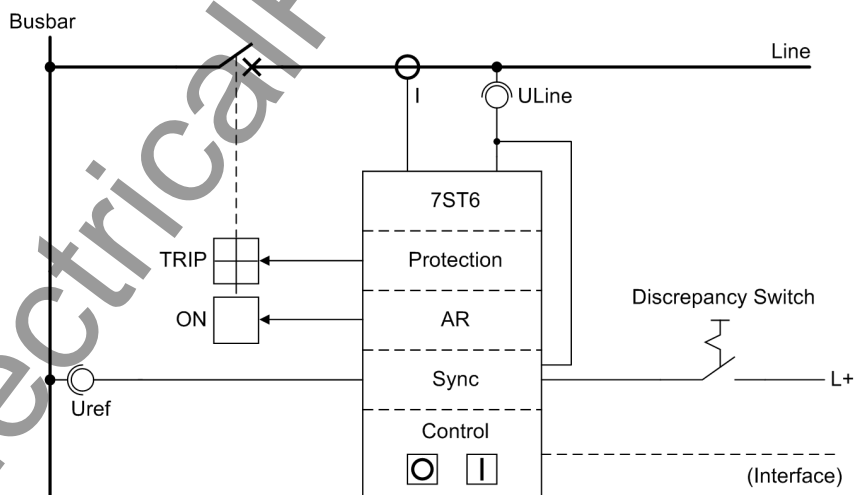 Busbar
Line
I
ULine
7ST6
TRIP
Protection
Discrepancy Switch
ON
AR
Sync
L+
Uref
Control
(Interface)